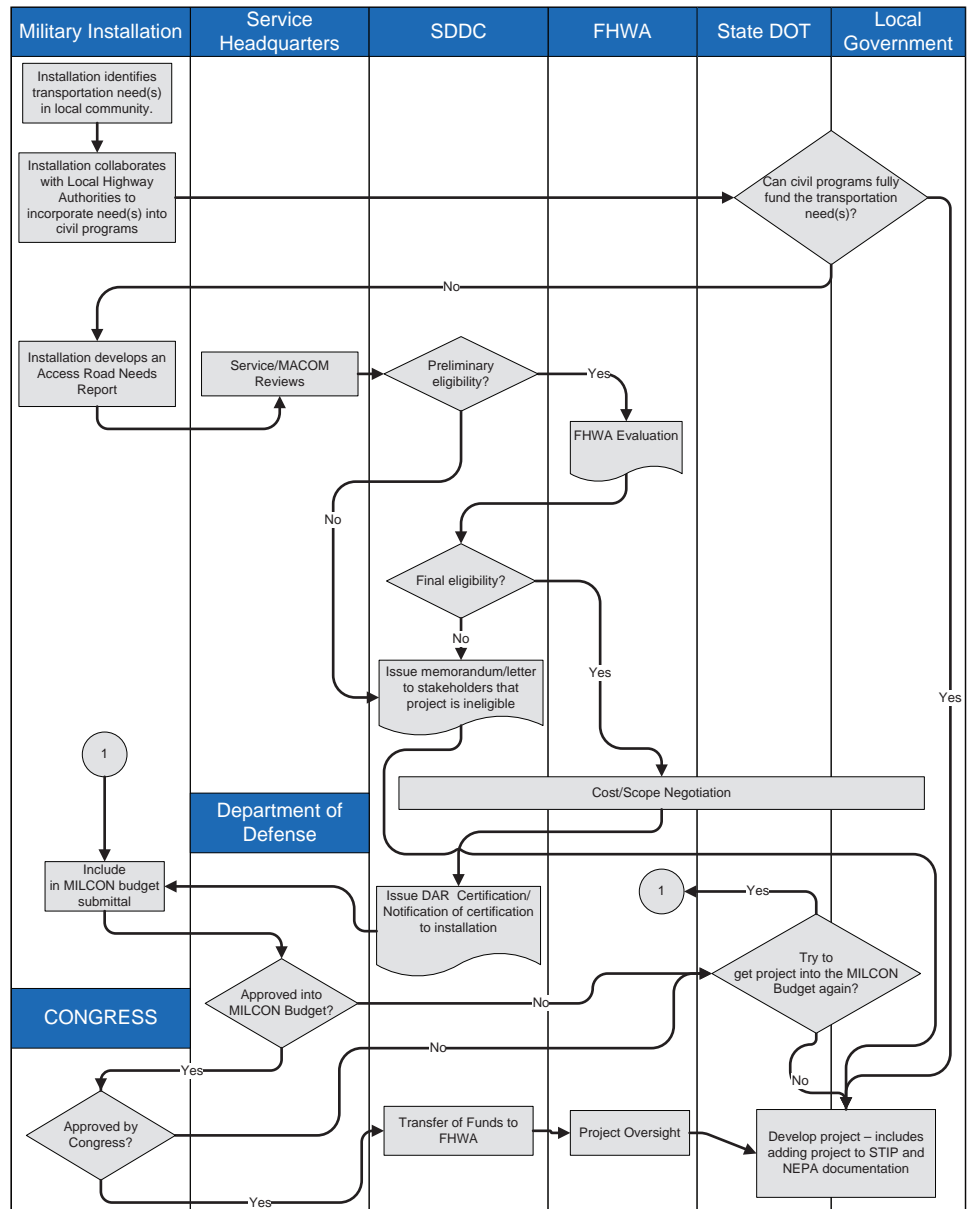 Military Installation
Service
Headquarters
SDDC
FHWA
State DOT
Local
Government
Installation identifies
transportation need(s)
in local community.
Installation collaborates
with Local Highway
Authorities to
incorporate need(s) into
civil programs
Can civil programs fully
fund the transportation
need(s)?
No
Installation develops an
Access Road Needs
Report
Service/MACOM
Reviews
Preliminary
eligibility?
Yes
FHWA Evaluation
No
Final eligibility?
No
Issue memorandum/letter
to stakeholders that
project is ineligible
Yes
Yes
1
Cost/Scope Negotiation
Department of
Defense
Include
in MILCON budget
submittal
Issue DAR Certification/
Notification of certification
to installation
1
Yes
Try to
get project into the MILCON
Budget again?
Approved into
MILCON Budget?
No
CONGRESS
No
Yes
No
Approved by
Congress?
Transfer of Funds to
FHWA
Project Oversight
Develop project – includes
adding project to STIP and
NEPA documentation
Yes